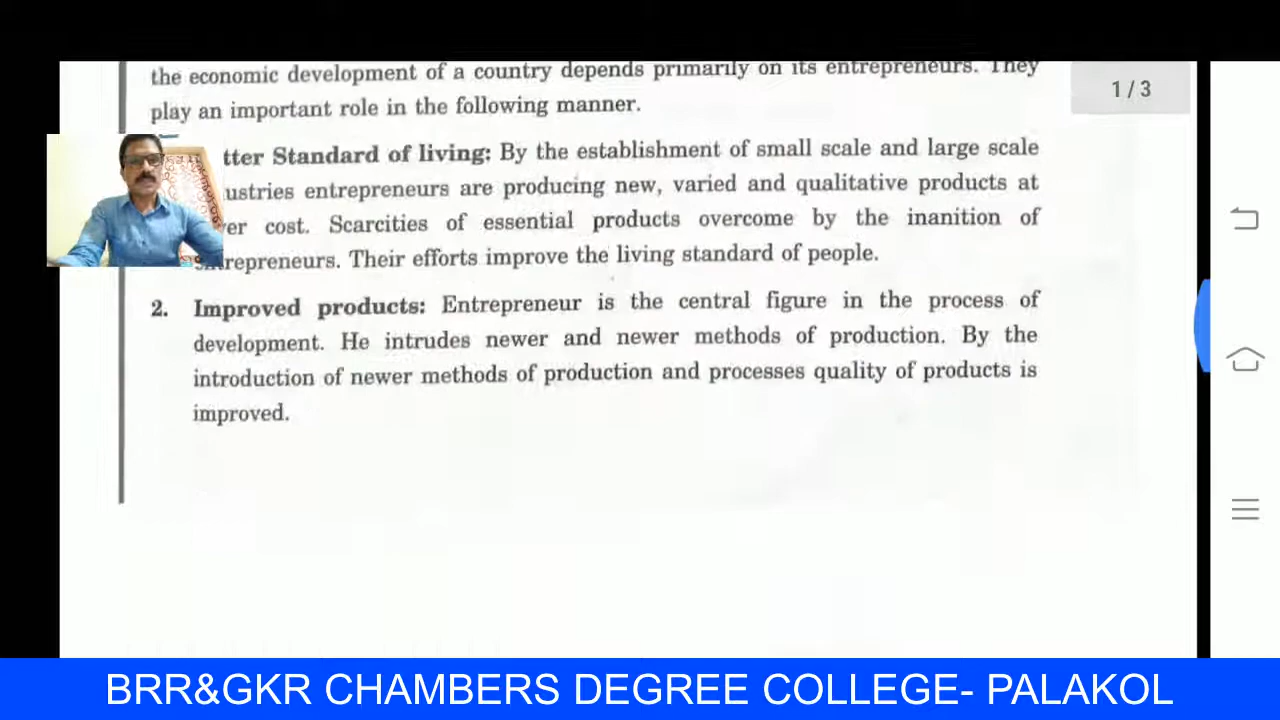 the economic development of a country depends primarily on its entrepreneurs. They
play an important role in the following manner.
1 / 3
tter Standard of living: By the establishment of small scale and large scale
ustries entrepreneurs are producing new, varied and qualitative products at
er cost. Scarcities of essential products overcome by the inanition of
entrepreneurs. Their efforts improve the living standard of people.
2. Improved products: Entrepreneur is the central figure in the process of
development. He intrudes newer and newer methods of production. By the
introduction of newer methods of production and processes quality of products is
improved.
BRR&GKR CHAMBERS DEGREE COLLEGE- PALAKOL